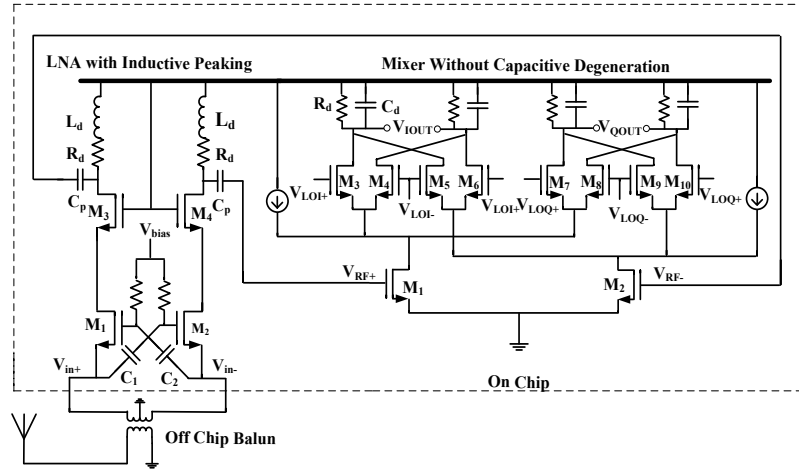 LNA with Inductive Peaking
Mixer Without Capacitive Degeneration
Ld
Ld
Rd
Rd
Cp
Cp
M3
M4
Vbias
M1
M2
Vin+
Vin-
C1
C2
Off Chip Balun
Rd
Cd
VIOUT
VQOUT
M3
M4
M5
M6
M7
M8
M9
M10
VLOI+
VLOI-
VLOI+
VLOQ+
VLOQ-
VLOQ+
VRF+
M1
M2
VRF-
On Chip